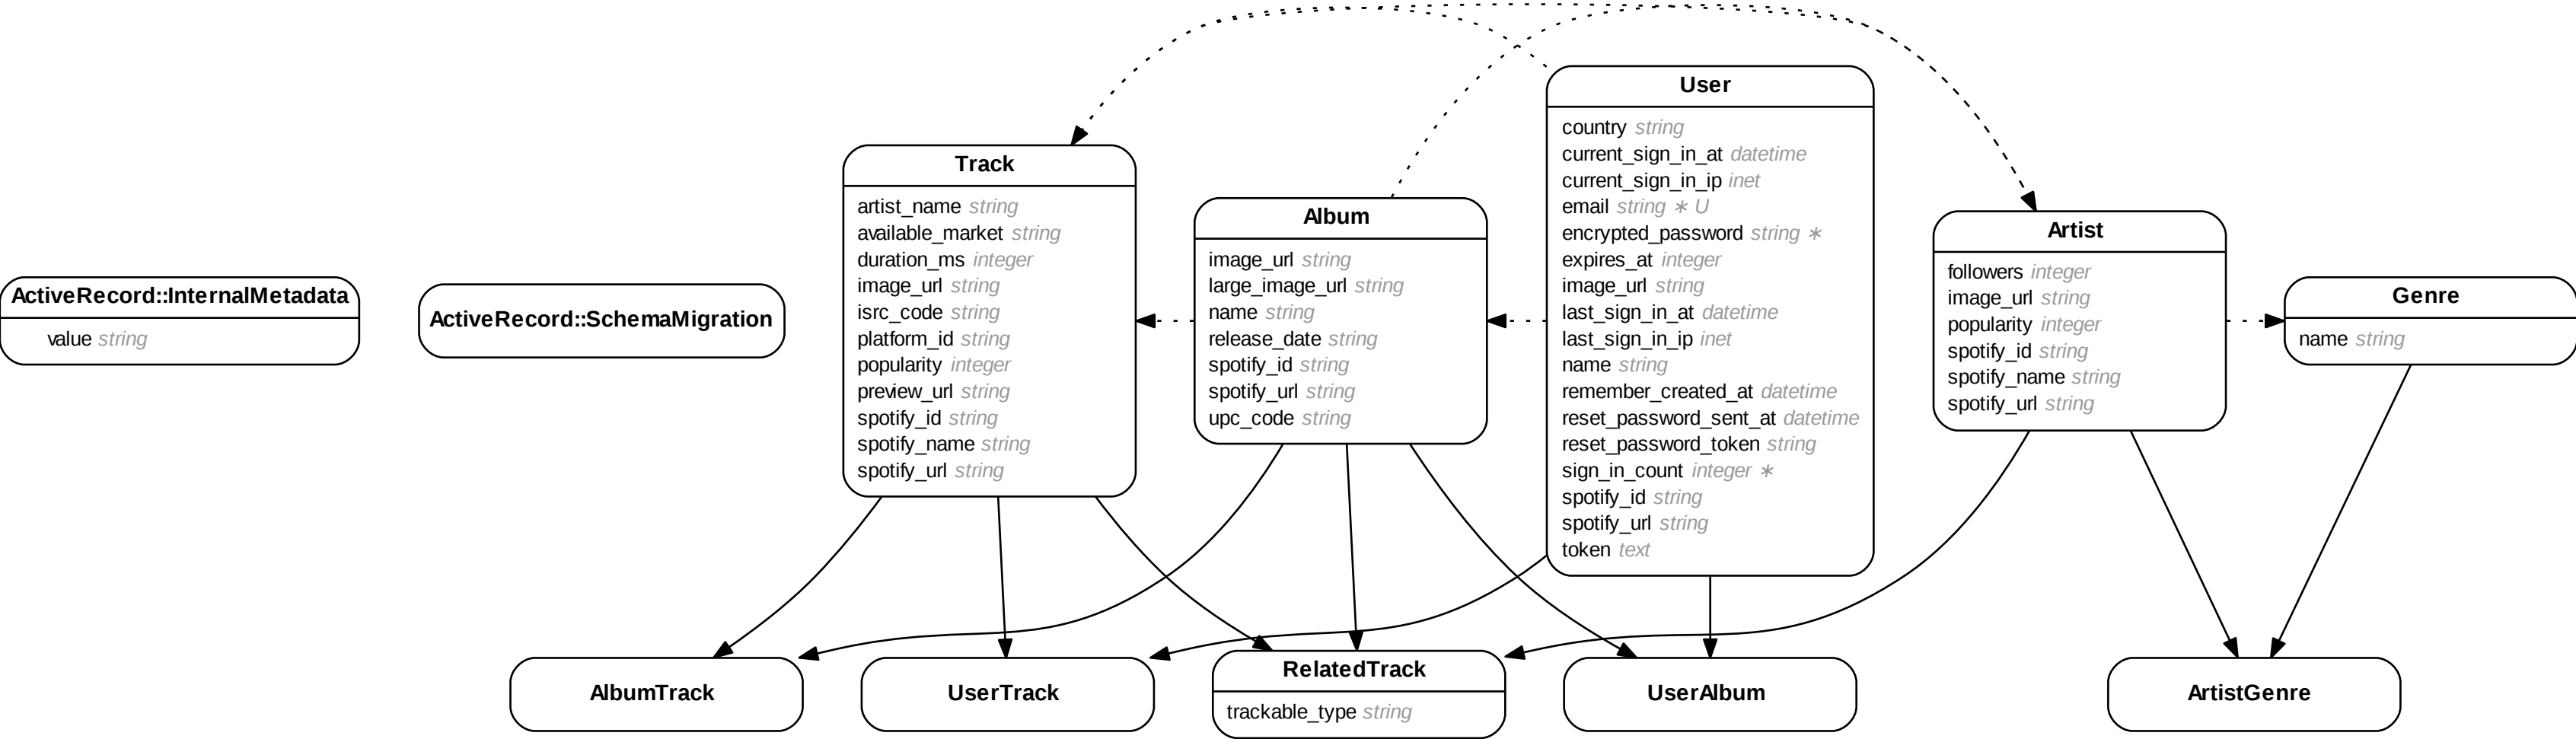 ActiveRecord::InternalMetadata
value string
ActiveRecord::SchemaMigration
Track
artist_name string
available_market string
duration_ms integer
image_url string
isrc_code string
platform_id string
popularity integer
preview_url string
spotify_id string
spotify_name string
spotify_url string
Album
image_url string
large_image_url string
name string
release_date string
spotify_id string
spotify_url string
upc_code string
User
country string
current_sign_in_at datetime
current_sign_in_ip inet
email string ∗ U
encrypted_password string ∗
expires_at integer
image_url string
last_sign_in_at datetime
last_sign_in_ip inet
name string
remember_created_at datetime
reset_password_sent_at datetime
reset_password_token string
sign_in_count integer ∗
spotify_id string
spotify_url string
token text
Artist
followers integer
image_url string
popularity integer
spotify_id string
spotify_name string
spotify_url string
Genre
name string
AlbumTrack
UserTrack
RelatedTrack
trackable_type string
UserAlbum
ArtistGenre